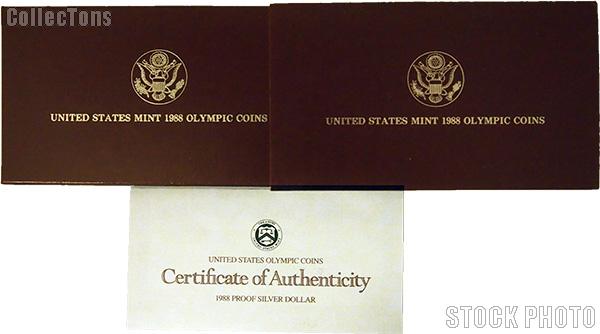 CollecTons
UNITED STATES MINT 1988 OLYMPIC COINS
UNITED STATES MINT 1988 OLYMPIC COINS
UNITED STATES OLYMPIC COINS
Certificate of Authenticity
1988 PROOF SILVER DOLLAR
STOCK PHOTO